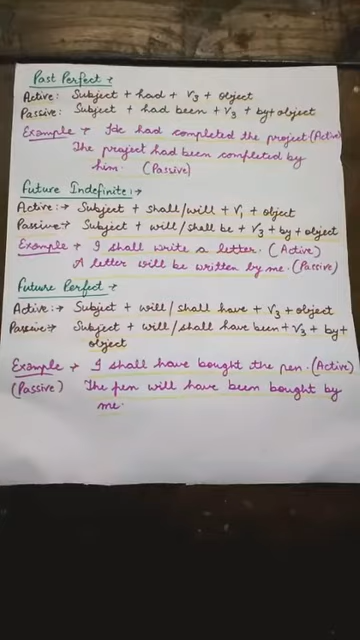 Past Perfect →
Active: Subject + had + V3 + object
Passive: Subject + had been + V3 + by+object
Example → He had completed the project (Active)
The project had been completed by
him. (Passive)
Future Indefinite:→
Active:→ Subject + shall/will + V1 + object
Passive→ Subject + will/shall be + V3 + by + object
Example → I shall write a letter. (Active)
A letter will be written by me. (Passive)
Future Perfect →
Active:→ Subject + will/shall have + V3 + object
Passive→ Subject + will/shall have been + V3 + by+
object
Example → I shall have bought the pen. (Active)
(Passive) The pen will have been bought by
me.